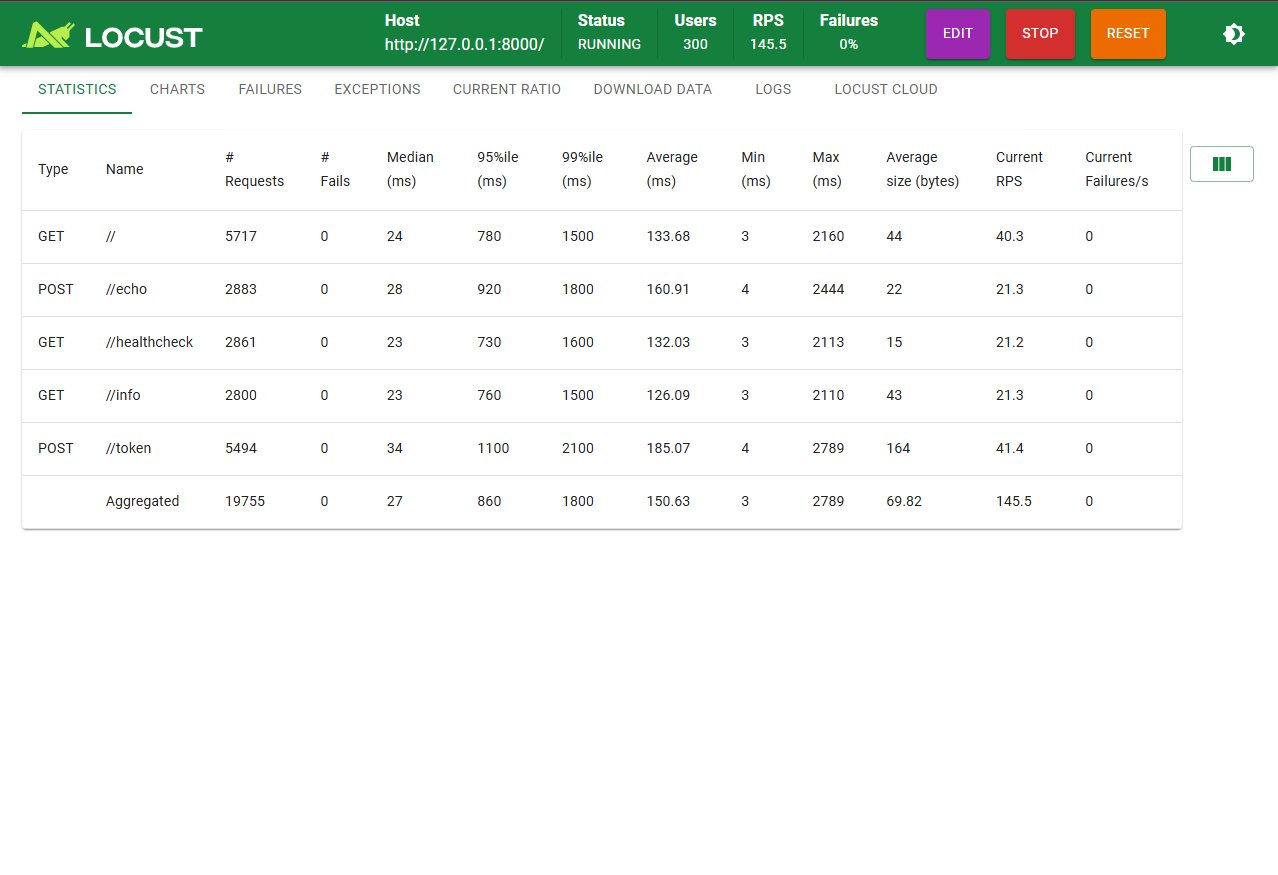 LOCUST
Host
http://127.0.0.1:8000/
Status
RUNNING
Users
300
RPS
145.5
Failures
0%
EDIT
STOP
RESET
STATISTICS CHARTS FAILURES EXCEPTIONS CURRENT RATIO DOWNLOAD DATA LOGS LOCUST CLOUD
Type Name # Requests # Fails Median (ms) 95%ile (ms) 99%ile (ms) Average (ms) Min (ms) Max (ms) Average size (bytes) Current RPS Current Failures/s
GET // 5717 0 24 780 1500 133.68 3 2160 44 40.3 0
POST //echo 2883 0 28 920 1800 160.91 4 2444 22 21.3 0
GET //healthcheck 2861 0 23 730 1600 132.03 3 2113 15 21.2 0
GET //info 2800 0 23 760 1500 126.09 3 2110 43 21.3 0
POST //token 5494 0 34 1100 2100 185.07 4 2789 164 41.4 0
Aggregated 19755 0 27 860 1800 150.63 3 2789 69.82 145.5 0